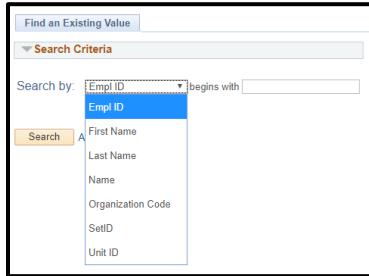 Find an Existing Value
Search Criteria
Search by: Empl ID begins with
Empl ID
First Name
Search A
Last Name
Name
Organization Code
SetID
Unit ID